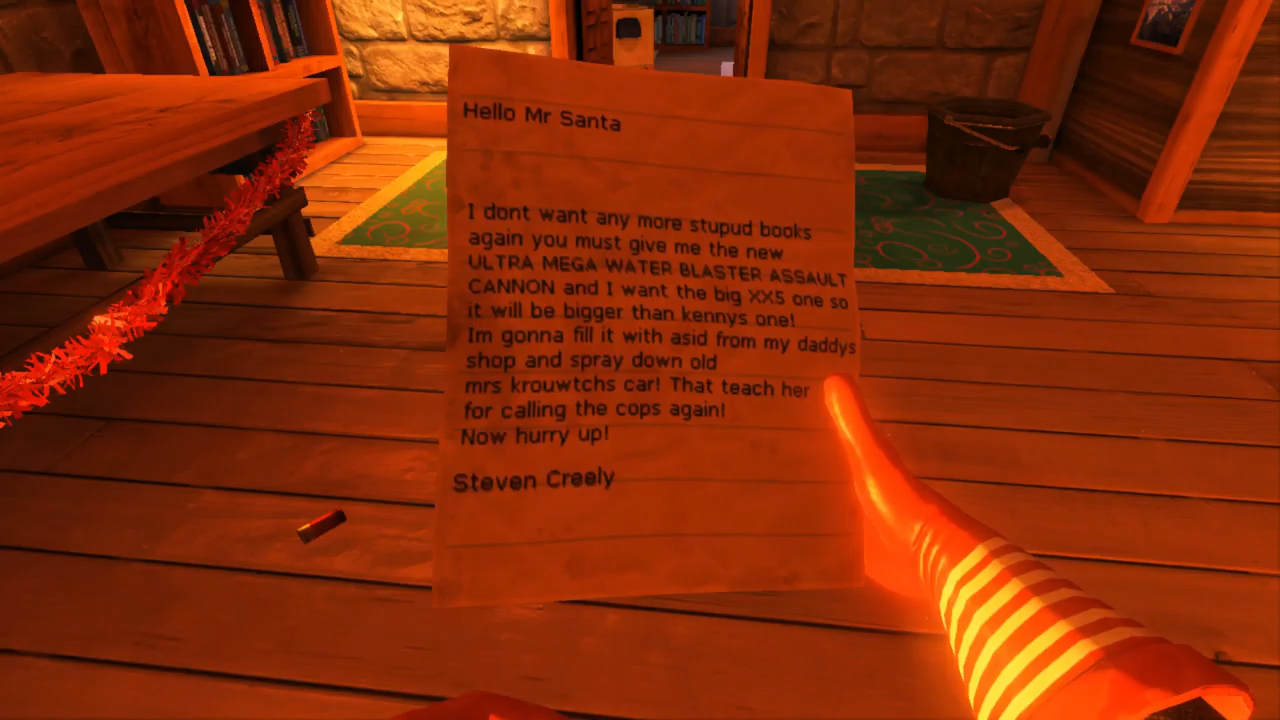 Hello Mr Santa
I dont want any more stupud books
again you must give me the new
ULTRA MEGA WATER BLASTER ASSAULT
CANNON and I want the big XXS one so
it will be bigger than kennys one!
Im gonna fill it with asid from my daddys
shop and spray down old
mrs krouwtchs car! That teach her
for calling the cops again!
Now hurry up!
Steven Creely